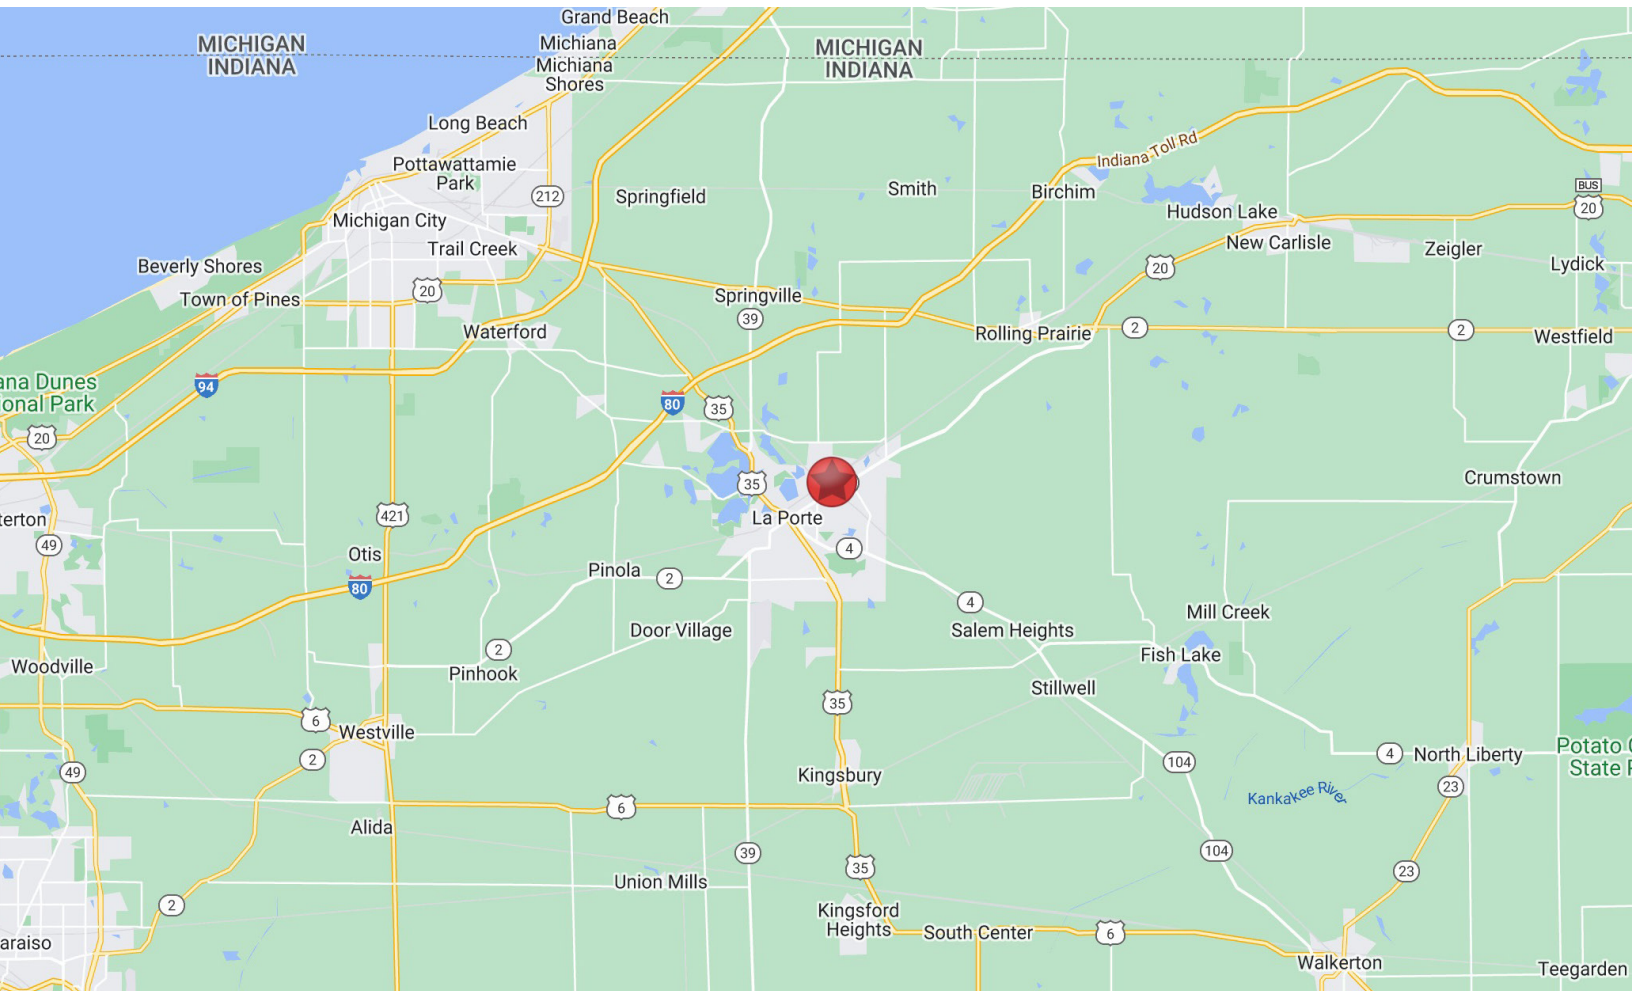 Grand Beach
MICHIGAN
INDIANA
Michiana
Michiana
Shores
MICHIGAN
INDIANA
Long Beach
Indiana Toll Rd
Pottawattamie
Park
212
Springfield
Smith
Birchim
BUS
20
Hudson Lake
Michigan City
Trail Creek
New Carlisle
Zeigler
Beverly Shores
20
Lydick
Town of Pines
20
Springville
39
Waterford
Rolling Prairie
2
2
Westfield
ana Dunes
ional Park
94
80
35
20
35
Crumstown
La Porte
421
terton
49
Otis
4
80
Pinola
2
4
Mill Creek
Door Village
Salem Heights
2
Fish Lake
Woodville
Pinhook
Stillwell
35
6
Westville
2
49
104
4
North Liberty
Potato
State
Kingsbury
23
Kankakee River
6
Alida
39
104
35
23
Union Mills
2
Kingsford
Heights
South Center
6
araiso
Walkerton
Teegarden